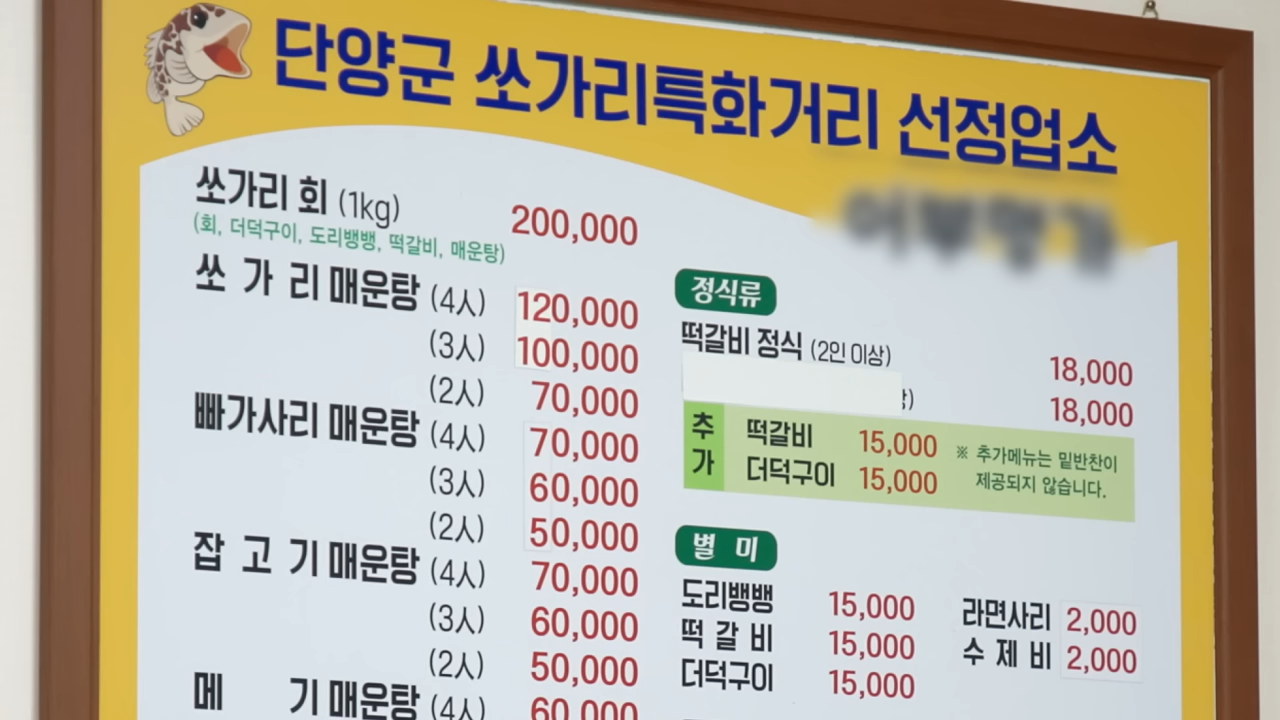 단양군 쏘가리특화거리 선정업소
쏘가리 회 (1kg) 200,000
(회, 더덕구이, 도리뱅뱅, 떡갈비, 매운탕)
쏘 가 리 매운탕 (4人) 120,000
(3人) 100,000
(2人) 70,000
빠가사리 매운탕 (4人) 70,000
(3人) 60,000
(2人) 50,000
잡 고 기 매운탕 (4人) 70,000
(3人) 60,000
(2人) 50,000
메 기 매운탕 (4人) 60,000
정식류
떡갈비 정식 (2인 이상) 18,000
18,000
추가
떡갈비 15,000
더덕구이 15,000
※ 추가메뉴는 밑반찬이
제공되지 않습니다.
별 미
도리뱅뱅 15,000
떡 갈 비 15,000
더덕구이 15,000
라면사리 2,000
수 제 비 2,000